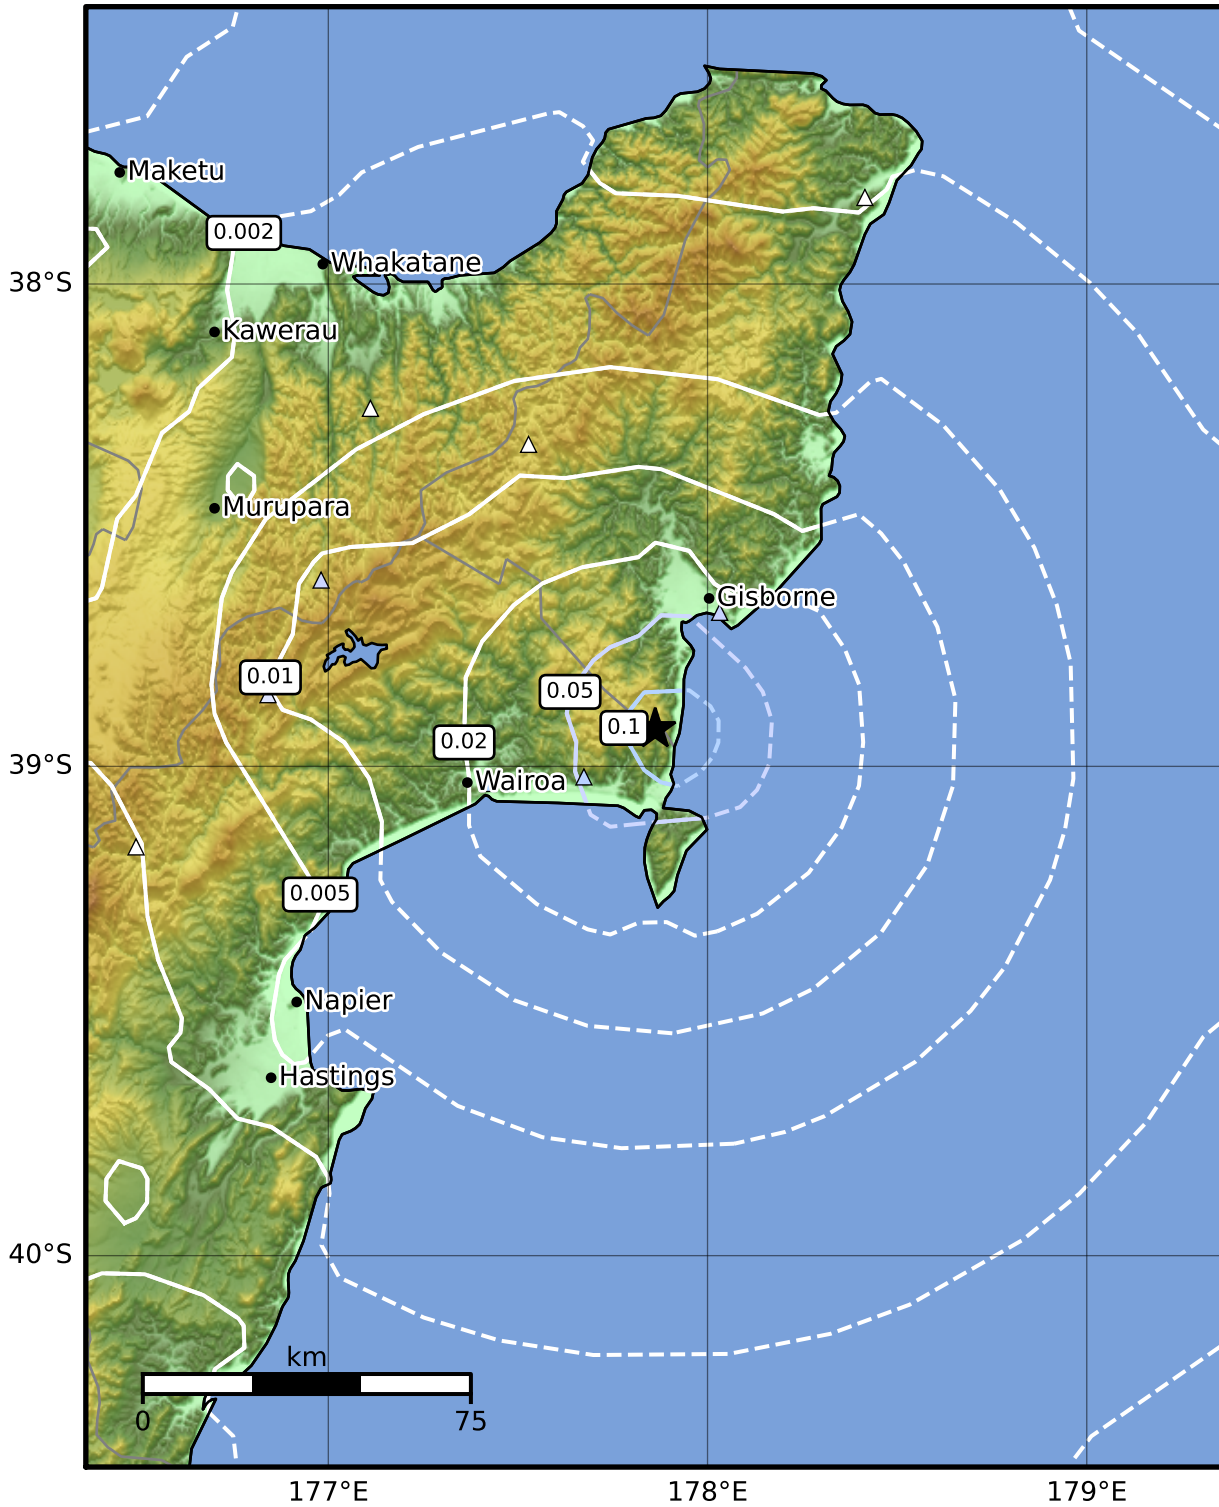 Maketu
0.002
Whakatane
38°S
Kawerau
Murupara
Gisborne
0.01
0.05
0.1
0.02
39°S
Wairoa
0.005
Napier
Hastings
40°S
km
0 75
177°E 178°E 179°E